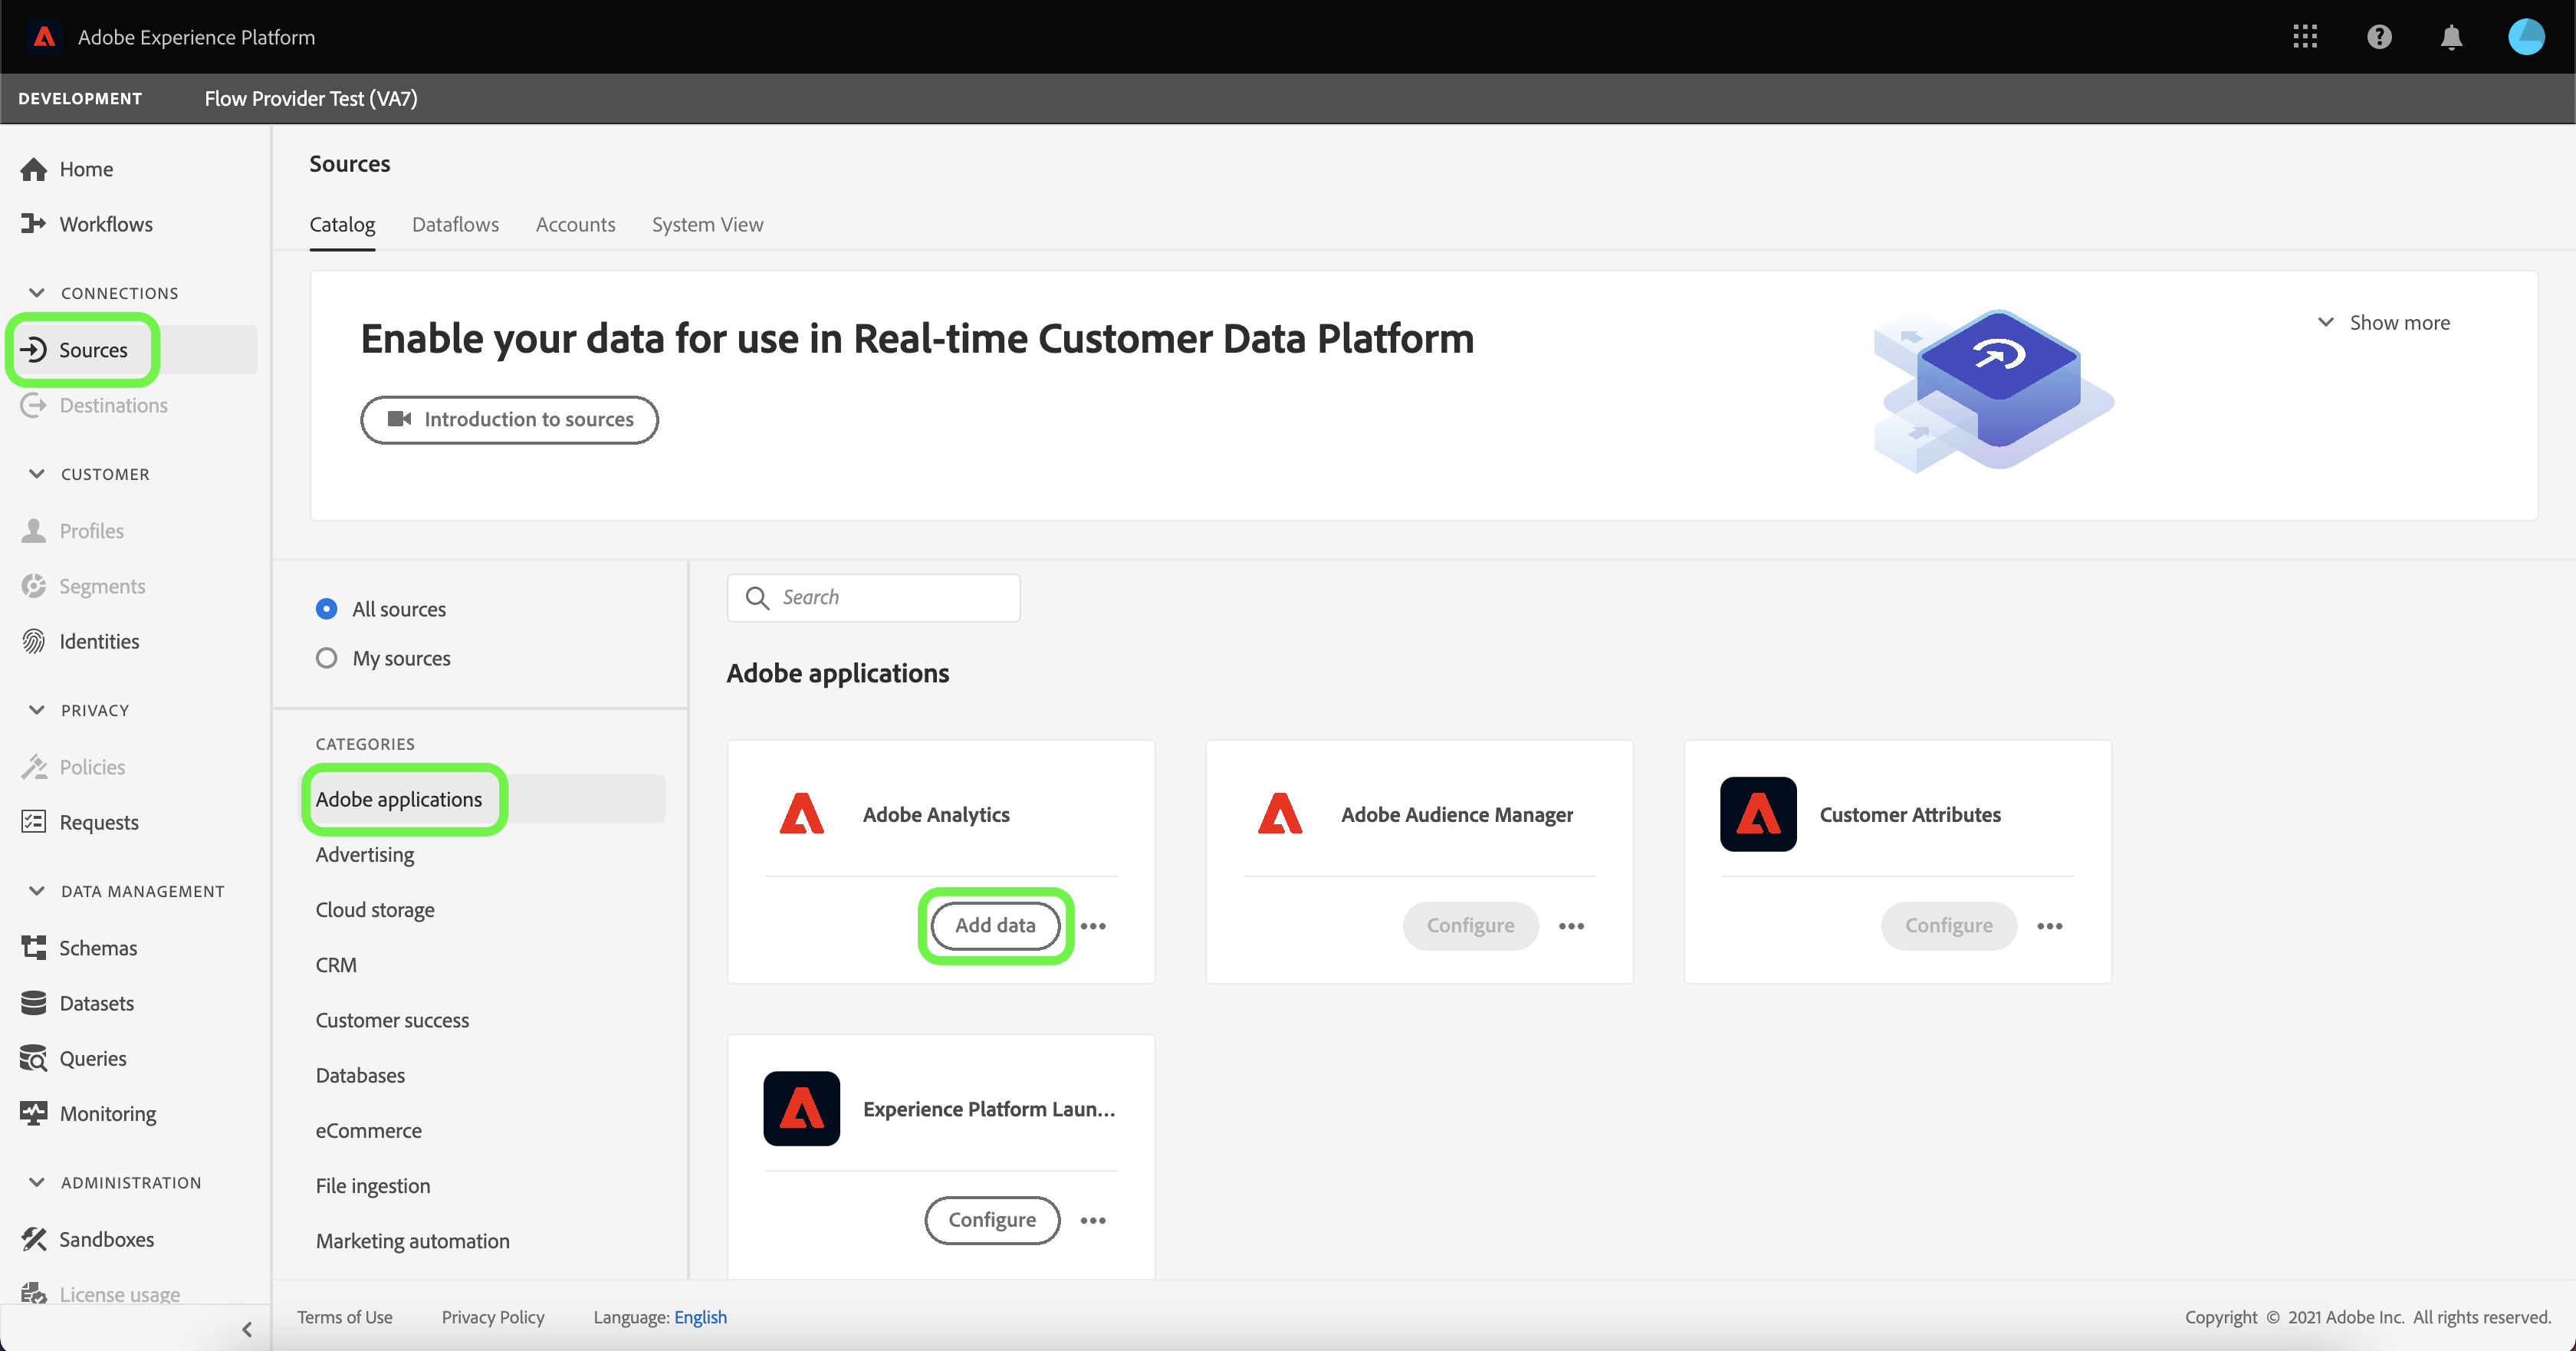 Adobe Experience Platform
DEVELOPMENT Flow Provider Test (VA7)
Home
Workflows
CONNECTIONS
Sources
Destinations
CUSTOMER
Profiles
Segments
Identities
PRIVACY
Policies
Requests
DATA MANAGEMENT
Schemas
Datasets
Queries
Monitoring
ADMINISTRATION
Sandboxes
License usage
Sources
Catalog Dataflows Accounts System View
Enable your data for use in Real-time Customer Data Platform
Show more
Introduction to sources
All sources
My sources
CATEGORIES
Adobe applications
Advertising
Cloud storage
CRM
Customer success
Databases
eCommerce
File ingestion
Marketing automation
Search
Adobe applications
Adobe Analytics
Add data
Adobe Audience Manager
Configure
Customer Attributes
Configure
Experience Platform Laun...
Configure
Terms of Use Privacy Policy Language: English
Copyright © 2021 Adobe Inc. All rights reserved.